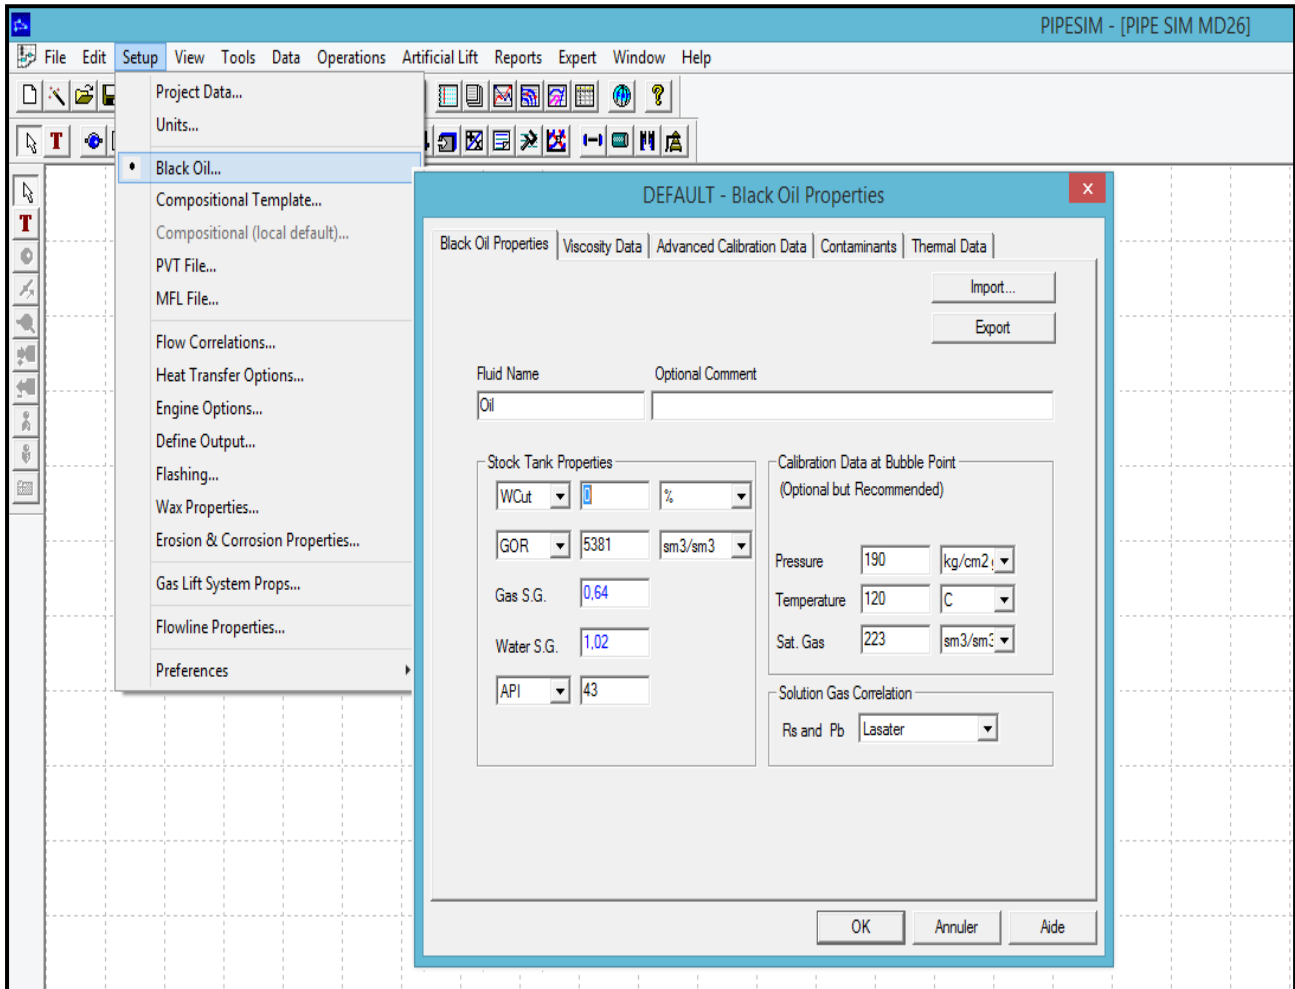 PIPESIM - [PIPE SIM MD26]
File Edit Setup View Tools Data Operations Artificial Lift Reports Expert Window Help
Project Data...
Units...
Black Oil...
Compositional Template...
Compositional (local default)...
PVT File...
MFL File...
Flow Correlations...
Heat Transfer Options...
Engine Options...
Define Output...
Flashing...
Wax Properties...
Erosion & Corrosion Properties...
Gas Lift System Props...
Flowline Properties...
Preferences
T
T
DEFAULT - Black Oil Properties
Black Oil Properties Viscosity Data Advanced Calibration Data Contaminants Thermal Data
Import...
Export
Fluid Name Optional Comment
Oil
Stock Tank Properties
WCut 0 %
GOR 5381 sm3/sm3
Gas S.G. 0,64
Water S.G. 1,02
API 43
Calibration Data at Bubble Point
(Optional but Recommended)
Pressure 190 kg/cm2
Temperature 120 C
Sat. Gas 223 sm3/sm3
Solution Gas Correlation
Rs and Pb Lasater
OK Annuler Aide